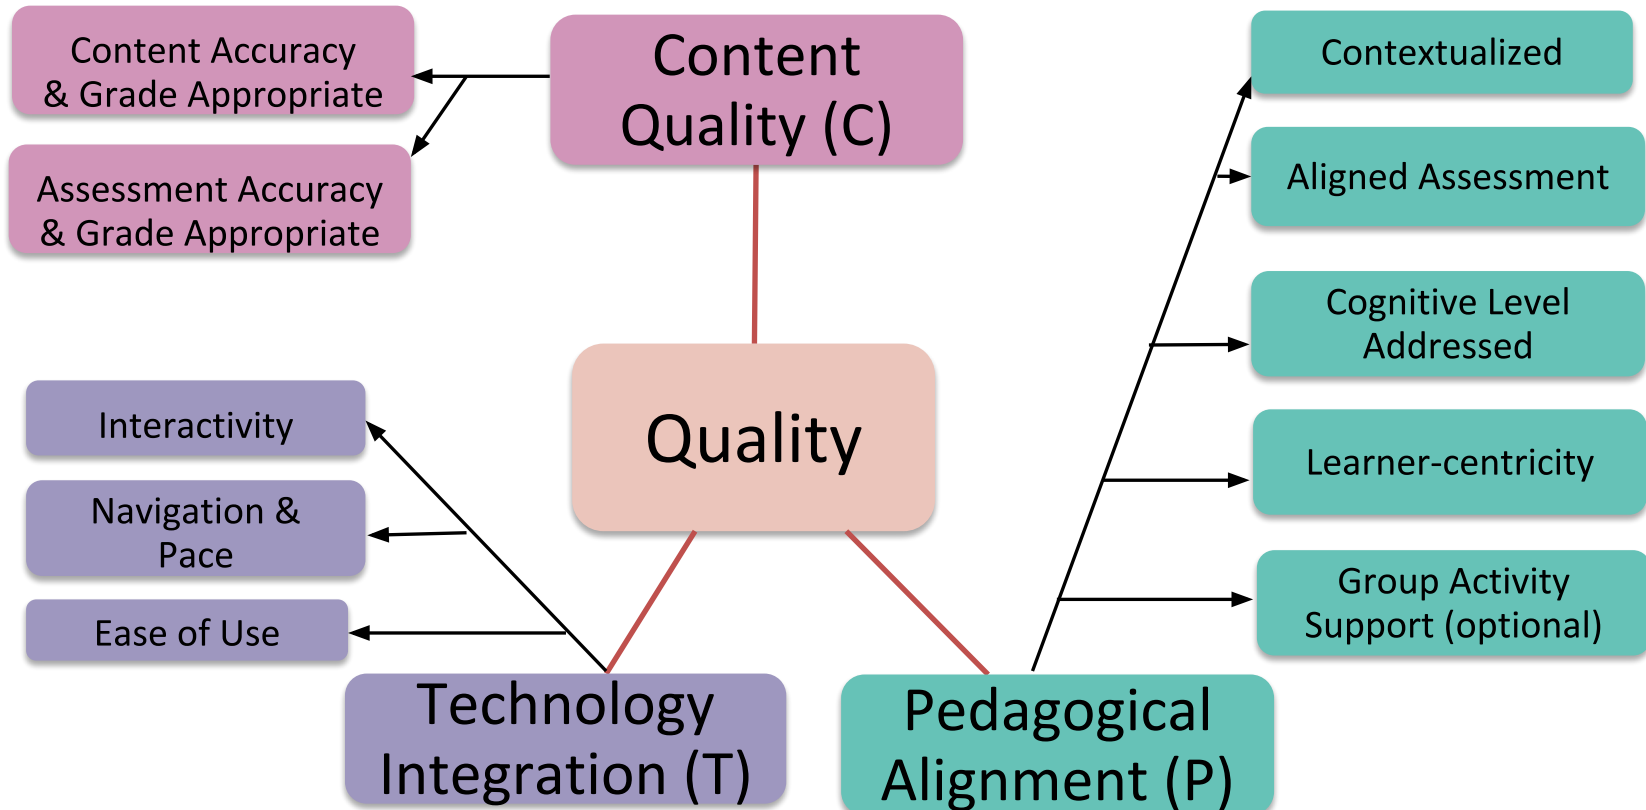 Content Accuracy
& Grade Appropriate
Assessment Accuracy
& Grade Appropriate
Content
Quality (C)
Contextualized
Aligned Assessment
Cognitive Level
Addressed
Learner-centricity
Group Activity
Support (optional)
Quality
Interactivity
Navigation &
Pace
Ease of Use
Technology
Integration (T)
Pedagogical
Alignment (P)